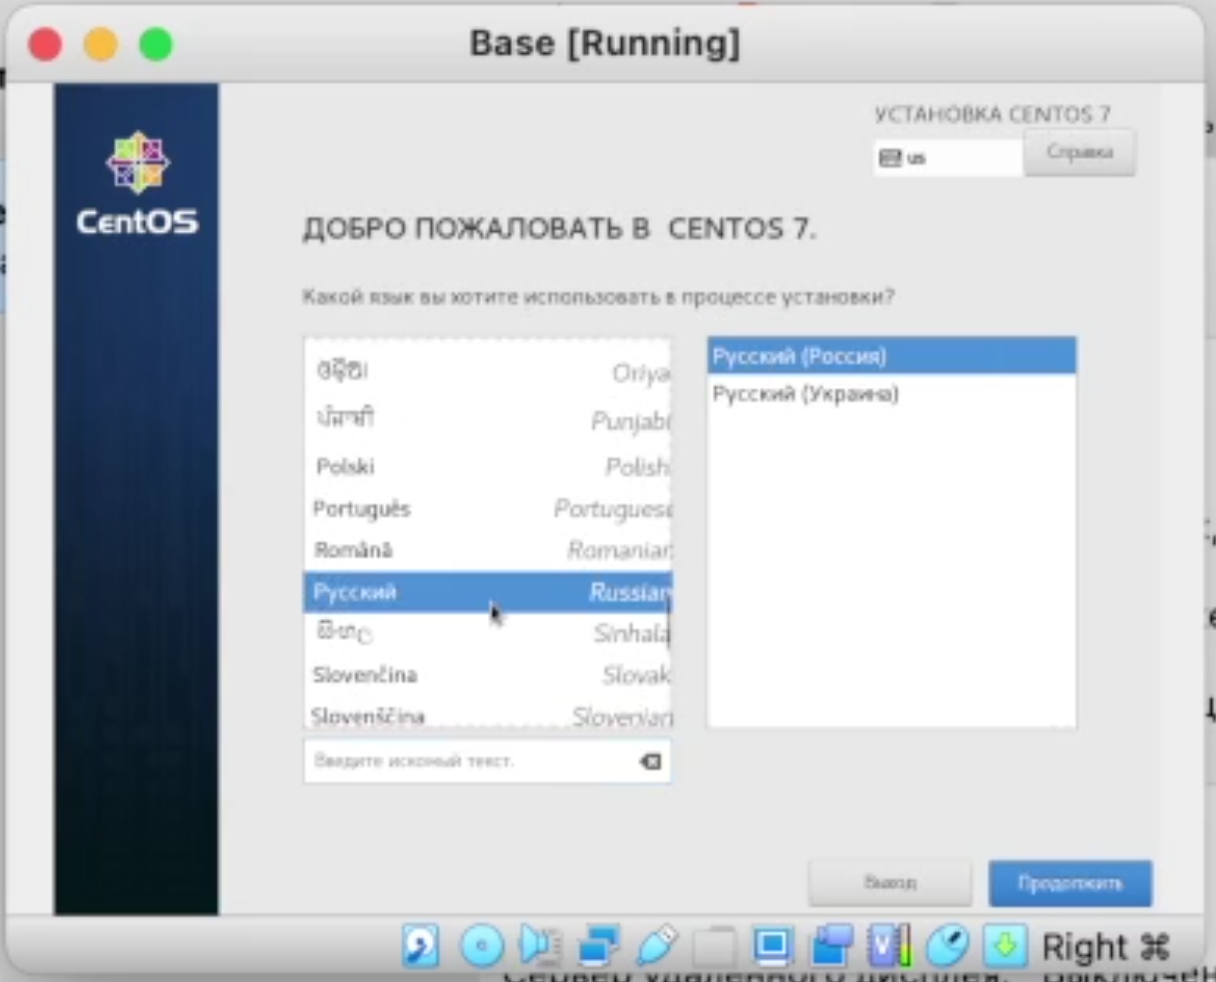 Base [Running]
CentOS
УСТАНОВКА CENTOS 7
us
Справка
ДОБРО ПОЖАЛОВАТЬ В CENTOS 7.
Какой язык вы хотите использовать в процессе установки?
ଓଡ଼ିଆ Oriya
ਪੰਜਾਬੀ Punjabi
Polski Polish
Português Portuguese
Română Romanian
Русский Russian
සිංහල Sinhala
Slovenčina Slovak
Slovenščina Slovenian
Русский (Россия)
Русский (Украина)
Введите искомый текст.
Выход
Продолжить
Right ⌘